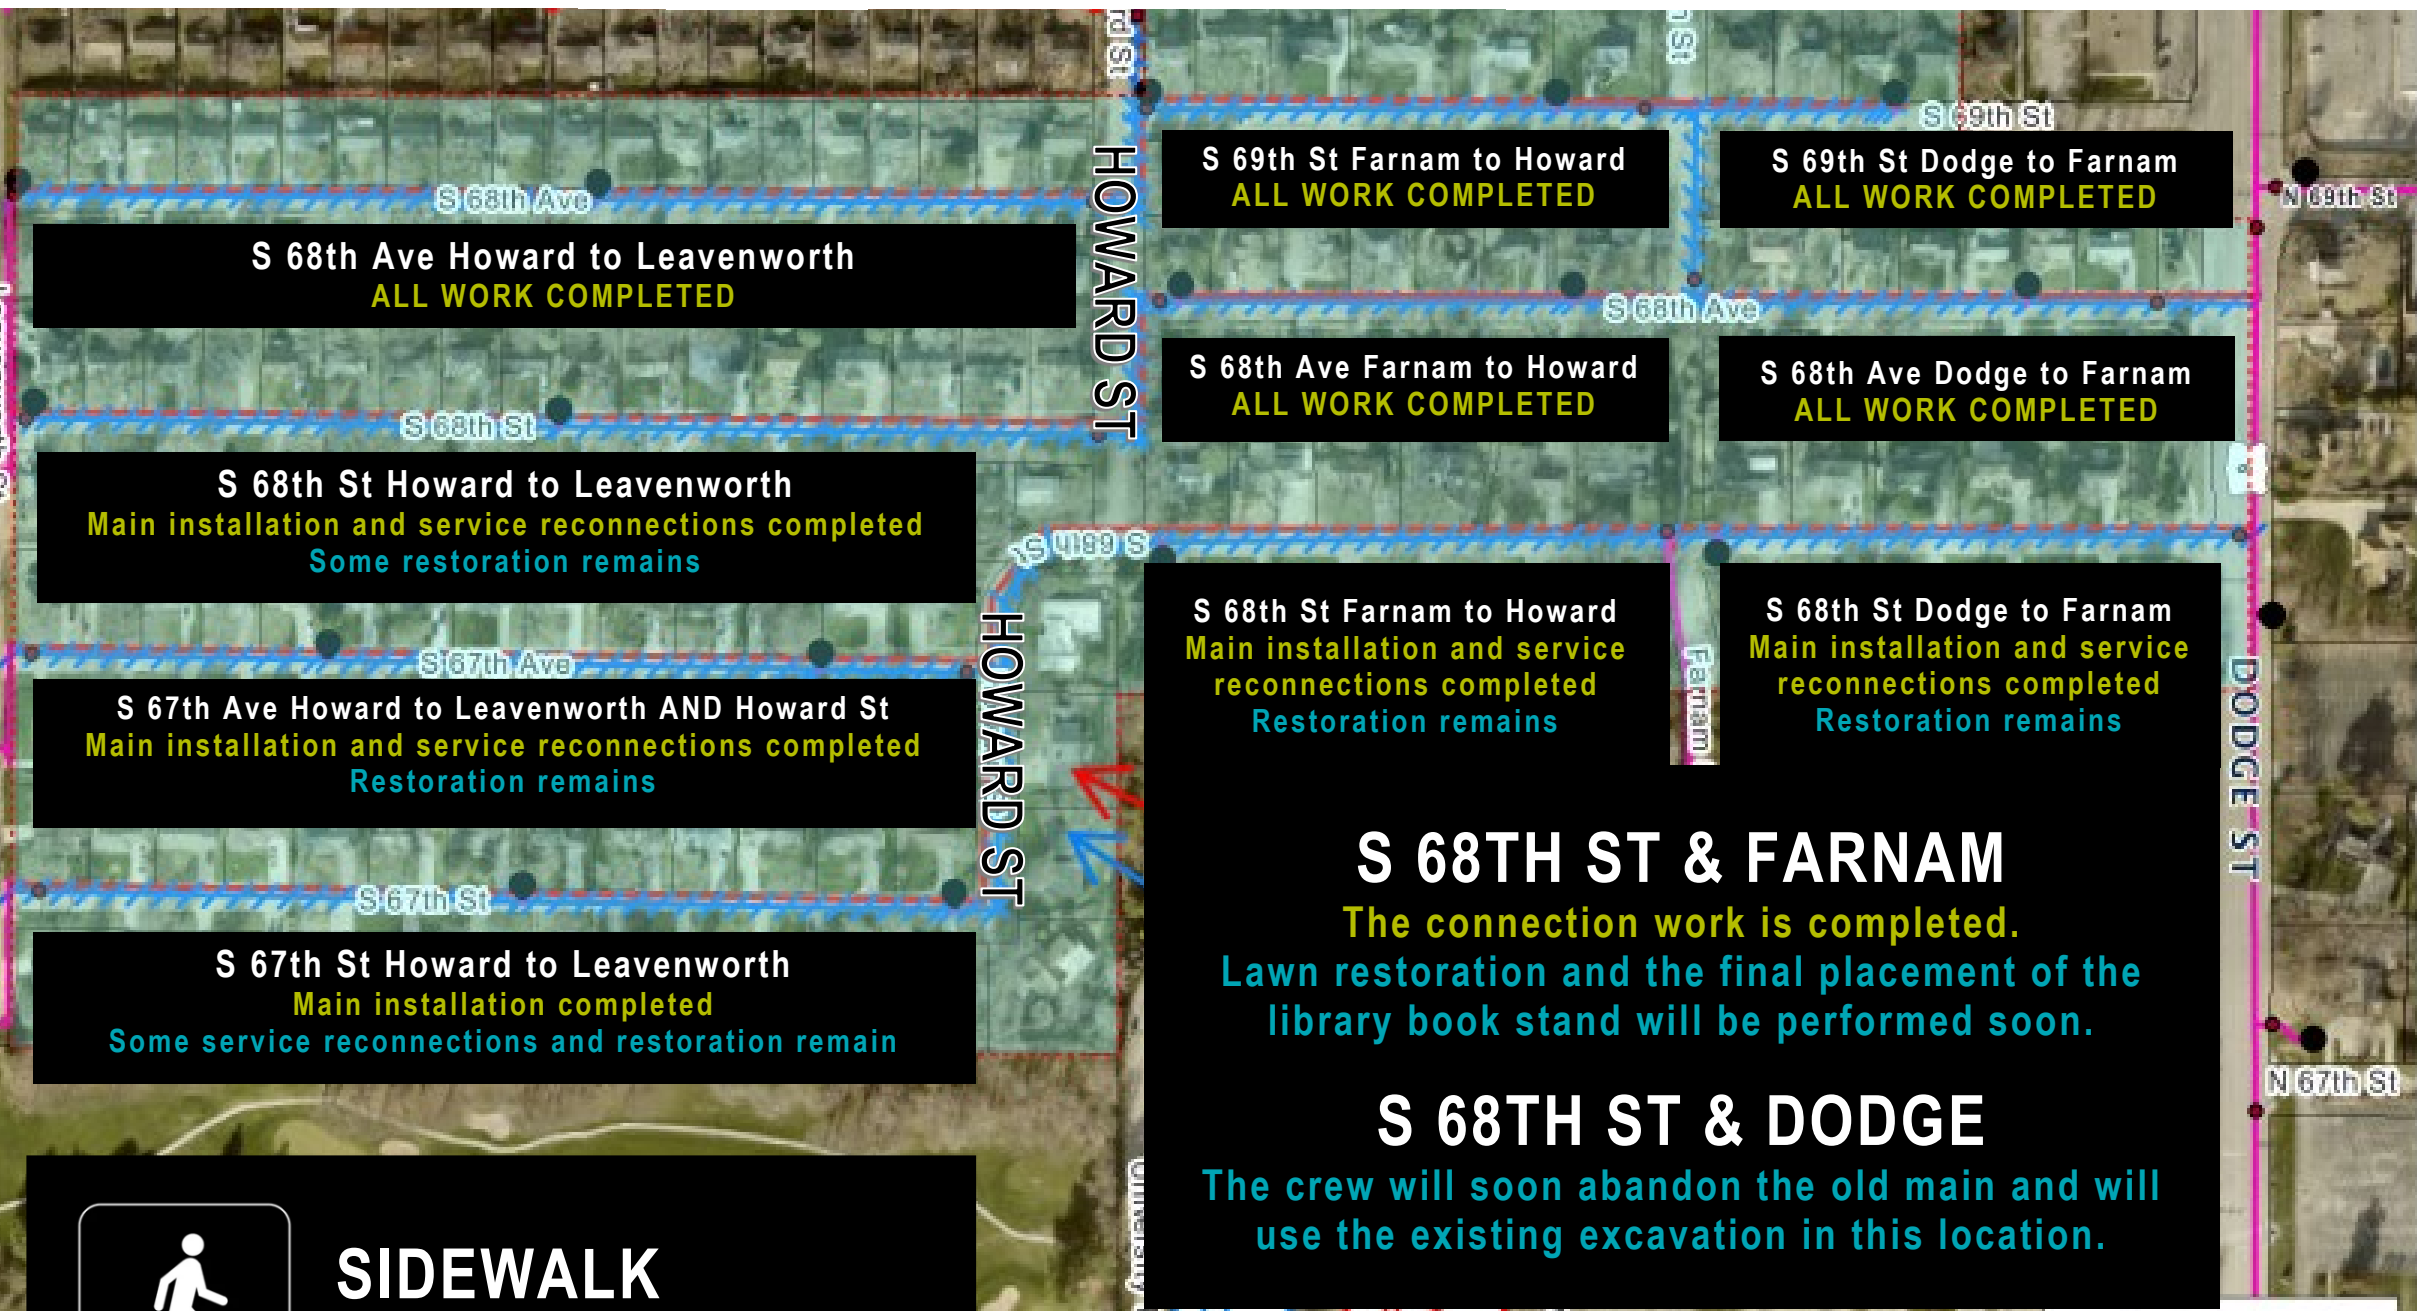 rd St
St
S 69th St
S 69th St Farnam to Howard
ALL WORK COMPLETED
S 69th St Dodge to Farnam
ALL WORK COMPLETED
N 69th St
S 68th Ave
HOWARD ST
S 68th Ave Howard to Leavenworth
ALL WORK COMPLETED
S 68th Ave
S 68th Ave Farnam to Howard
ALL WORK COMPLETED
S 68th Ave Dodge to Farnam
ALL WORK COMPLETED
S 68th St
S 68th St Howard to Leavenworth
Main installation and service reconnections completed
Some restoration remains
S 68th St
S 68th St Farnam to Howard
Main installation and service
reconnections completed
Restoration remains
Farnam
S 68th St Dodge to Farnam
Main installation and service
reconnections completed
Restoration remains
DODGE ST
S 67th Ave
HOWARD ST
S 67th Ave Howard to Leavenworth AND Howard St
Main installation and service reconnections completed
Restoration remains
S 67th St
S 67th St Howard to Leavenworth
Main installation completed
Some service reconnections and restoration remain
S 68TH ST & FARNAM
The connection work is completed.
Lawn restoration and the final placement of the
library book stand will be performed soon.
S 68TH ST & DODGE
The crew will soon abandon the old main and will
use the existing excavation in this location.
N 67th St
University
SIDEWALK